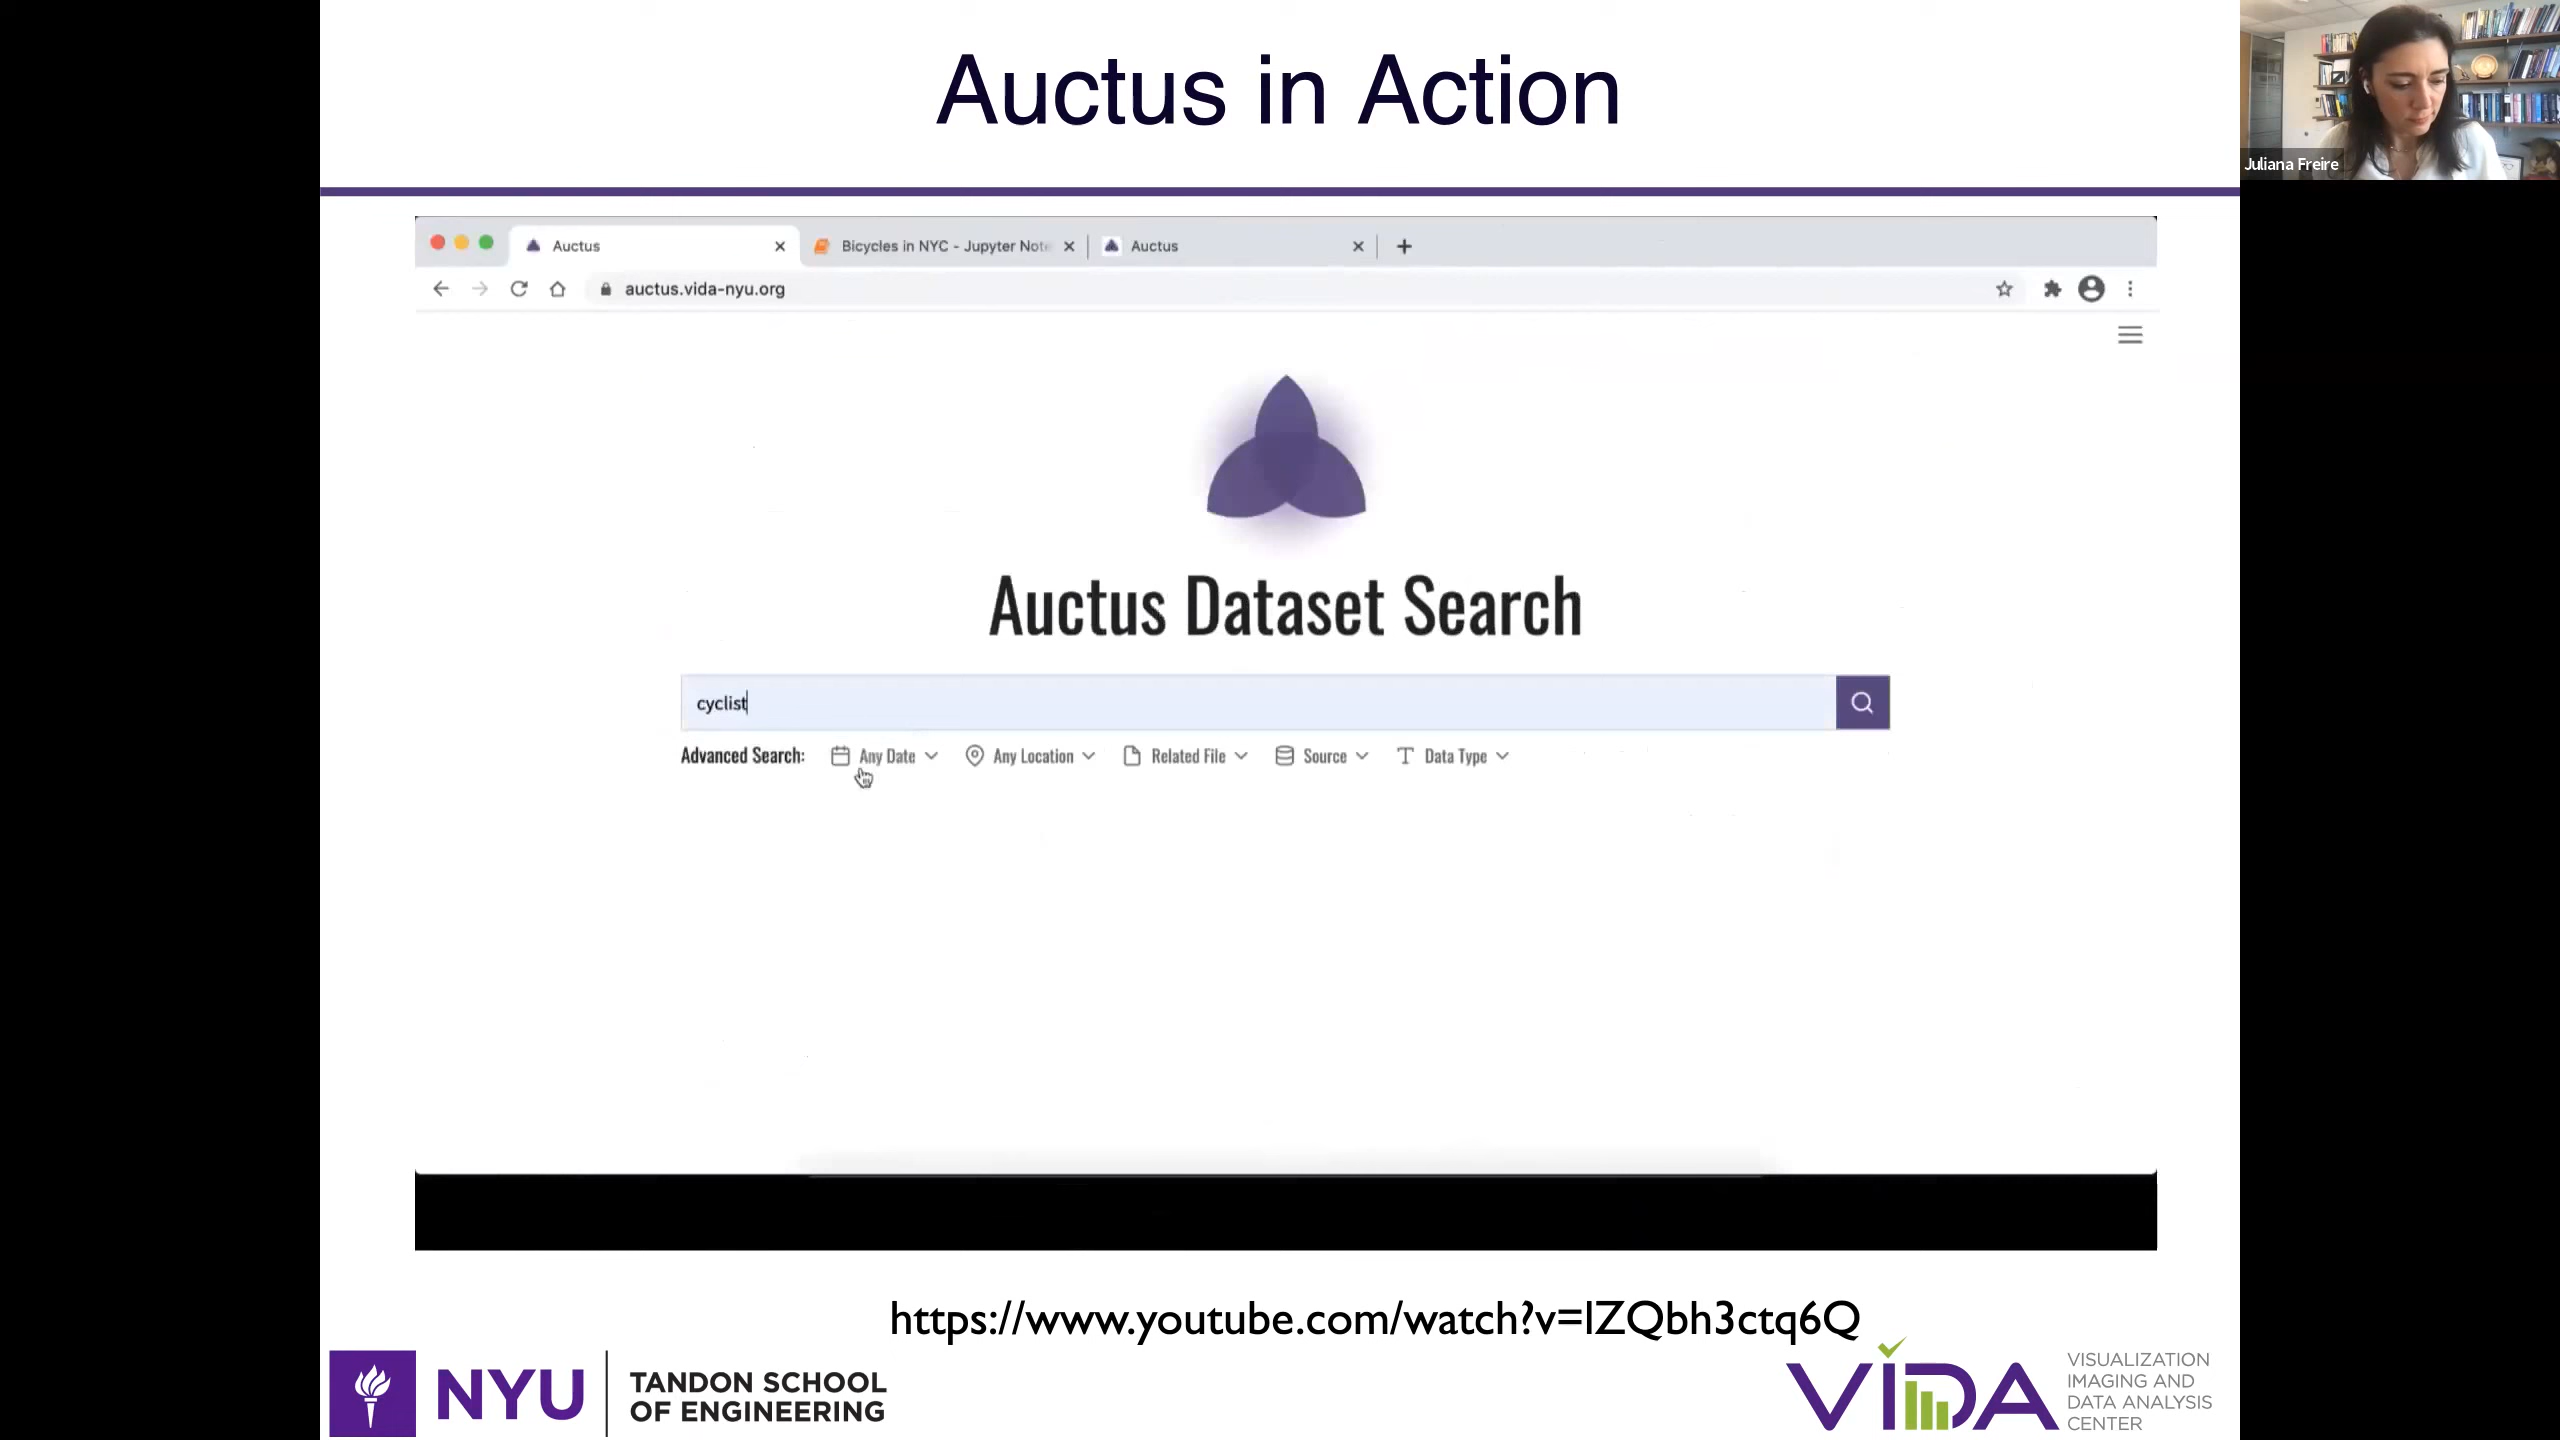 Auctus in Action
Juliana Freire
Auctus
Bicycles in NYC - Jupyter Note
Auctus
auctus.vida-nyu.org
Auctus Dataset Search
cyclist
Advanced Search: Any Date Any Location Related File Source Data Type
https://www.youtube.com/watch?v=lZQbh3ctq6Q
NYU
TANDON SCHOOL
OF ENGINEERING
VIDA
VISUALIZATION
IMAGING AND
DATA ANALYSIS
CENTER